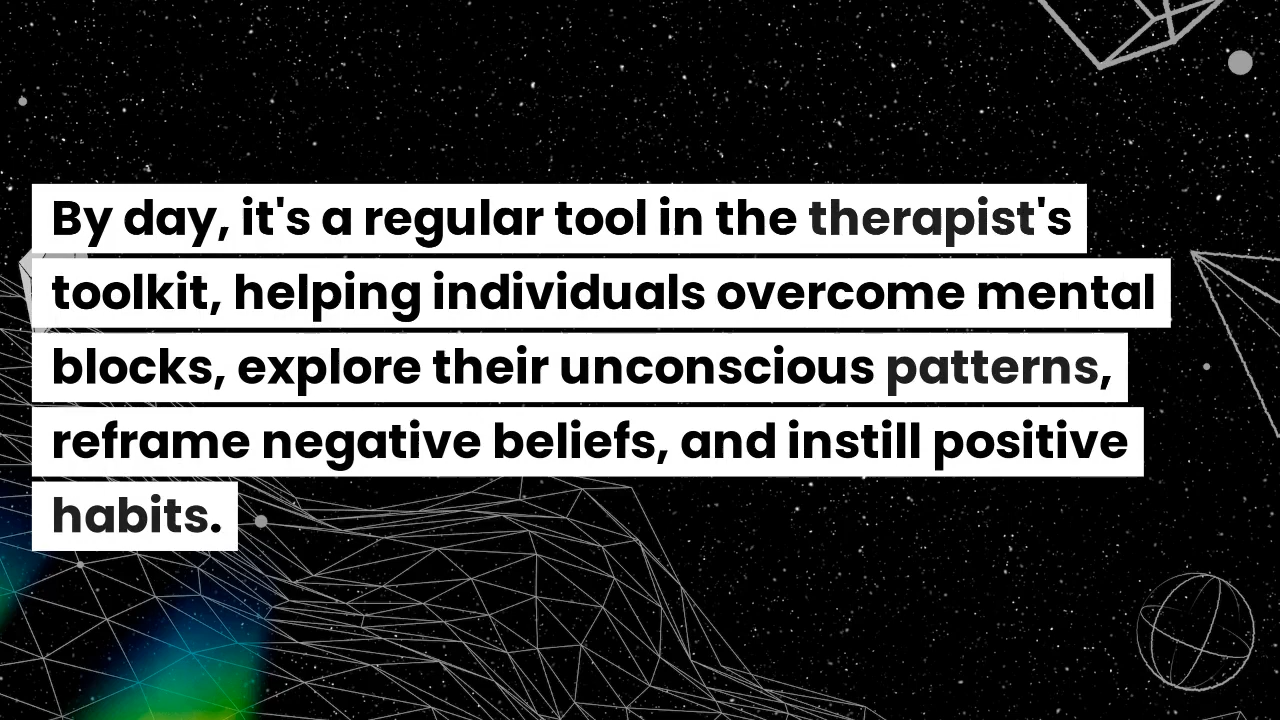 By day, it's a regular tool in the therapist's
toolkit, helping individuals overcome mental
blocks, explore their unconscious patterns,
reframe negative beliefs, and instill positive
habits.